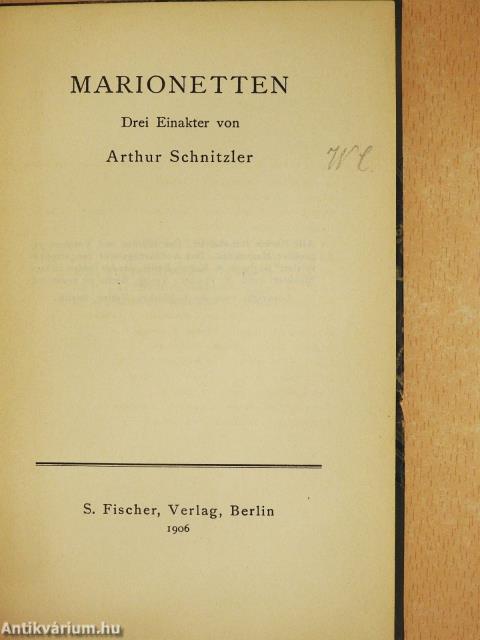 MARIONETTEN
Drei Einakter von
Arthur Schnitzler
S. Fischer, Verlag, Berlin
1906
Antikvárium.hu